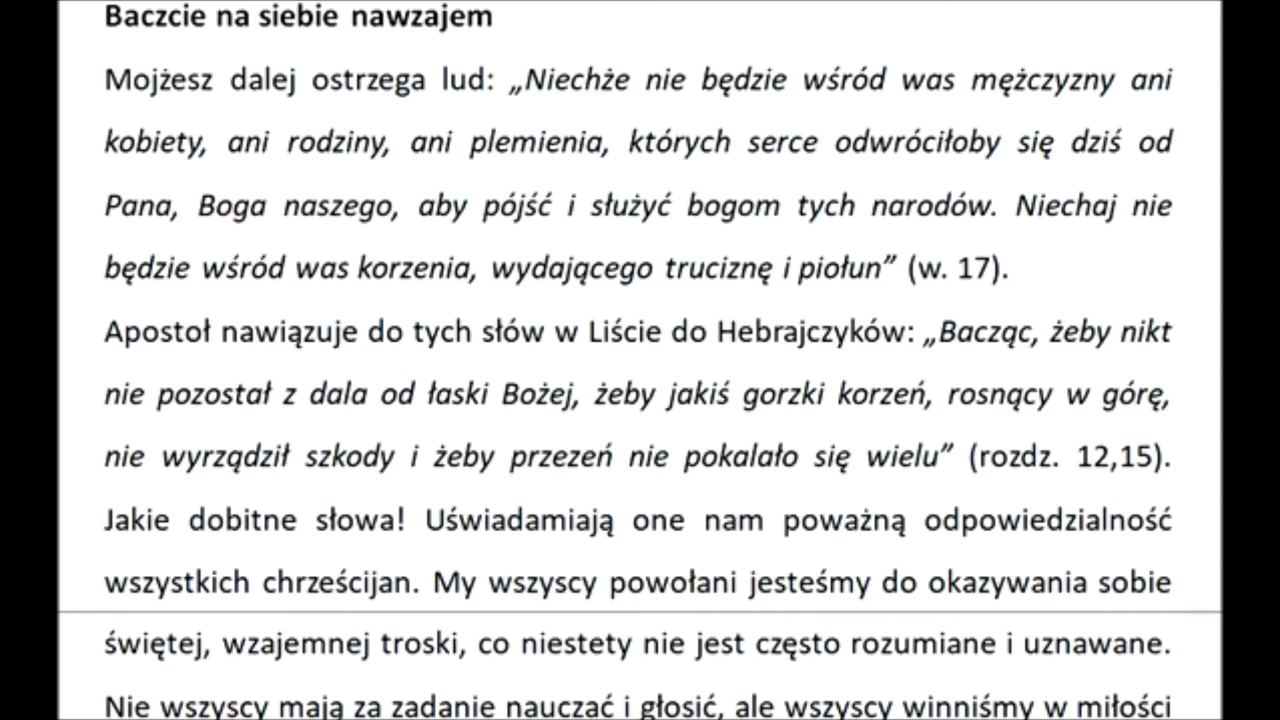 Baczcie na siebie nawzajem
Mojżesz dalej ostrzega lud: „Niechże nie będzie wśród was mężczyzny ani
kobiety, ani rodziny, ani plemienia, których serce odwróciłoby się dziś od
Pana, Boga naszego, aby pójść i służyć bogom tych narodów. Niechaj nie
będzie wśród was korzenia, wydającego truciznę i piołun” (w. 17).
Apostoł nawiązuje do tych słów w Liście do Hebrajczyków: „Bacząc, żeby nikt
nie pozostał z dala od łaski Bożej, żeby jakiś gorzki korzeń, rosnący w górę,
nie wyrządził szkody i żeby przezeń nie pokalało się wielu” (rozdz. 12,15).
Jakie dobitne słowa! Uświadamiają one nam poważną odpowiedzialność
wszystkich chrześcijan. My wszyscy powołani jesteśmy do okazywania sobie
świętej, wzajemnej troski, co niestety nie jest często rozumiane i uznawane.
Nie wszyscy mają za zadanie nauczać i głosić, ale wszyscy winniśmy w miłości